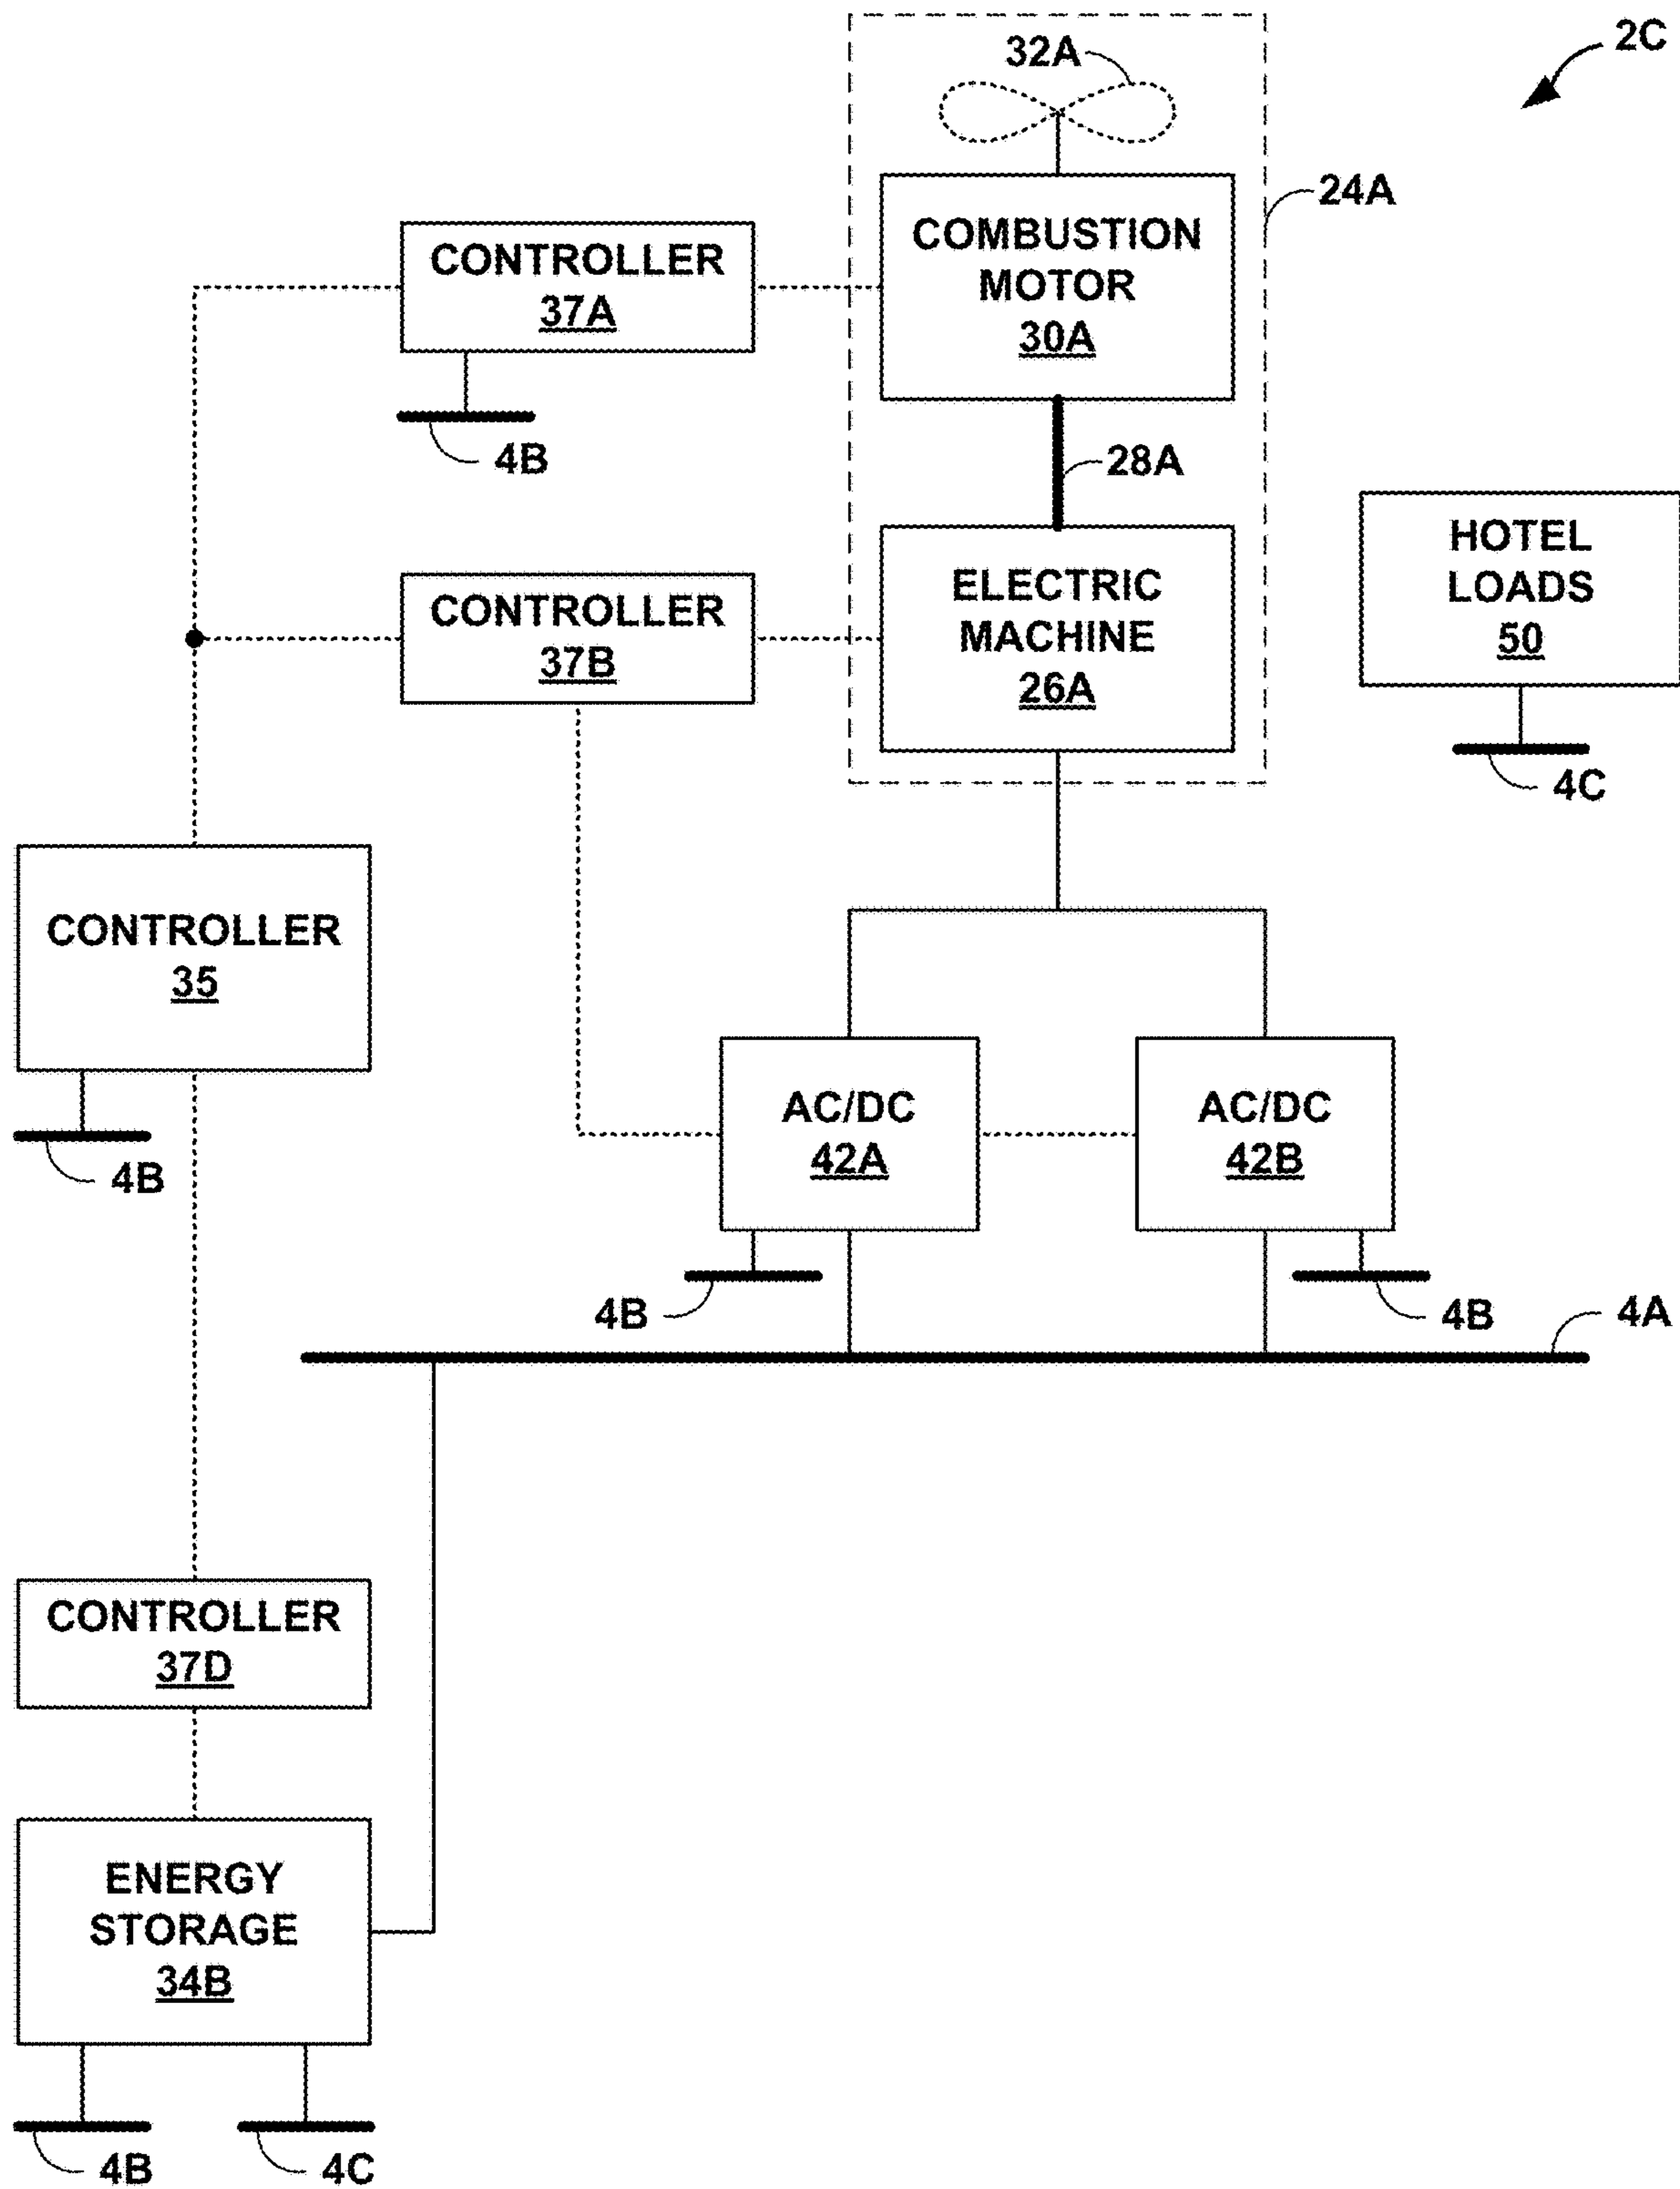 2C
32A
24A
COMBUSTION
MOTOR
30A
CONTROLLER
37A
4B
28A
HOTEL
LOADS
50
4C
ELECTRIC
MACHINE
26A
CONTROLLER
37B
CONTROLLER
35
4B
AC/DC
42A
AC/DC
42B
4B
4B
4A
CONTROLLER
37D
ENERGY
STORAGE
34B
4B
4C